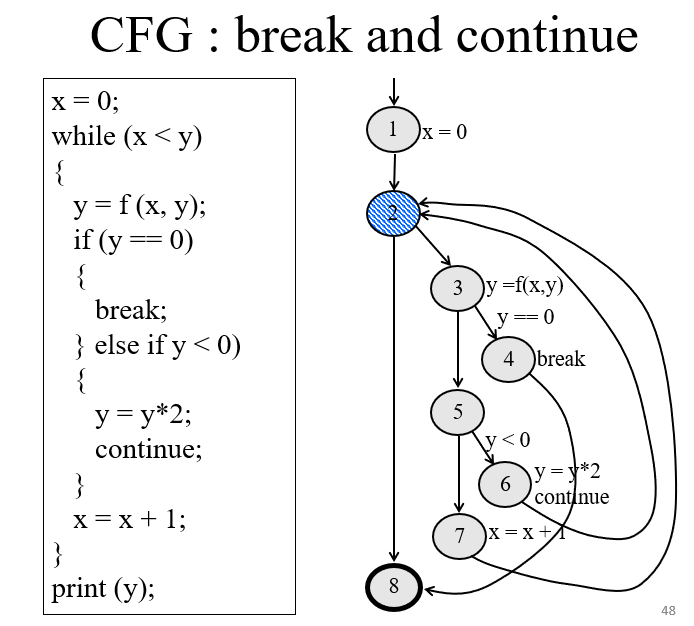 CFG : break and continue
x = 0;
while (x < y)
{
y = f (x, y);
if (y == 0)
{
break;
} else if y < 0)
{
y = y*2;
continue;
}
x = x + 1;
}
print (y);
1
x = 0
2
3
y =f(x,y)
y == 0
4
break
5
y < 0
6
y = y*2
continue
7
x = x + 1
8
48